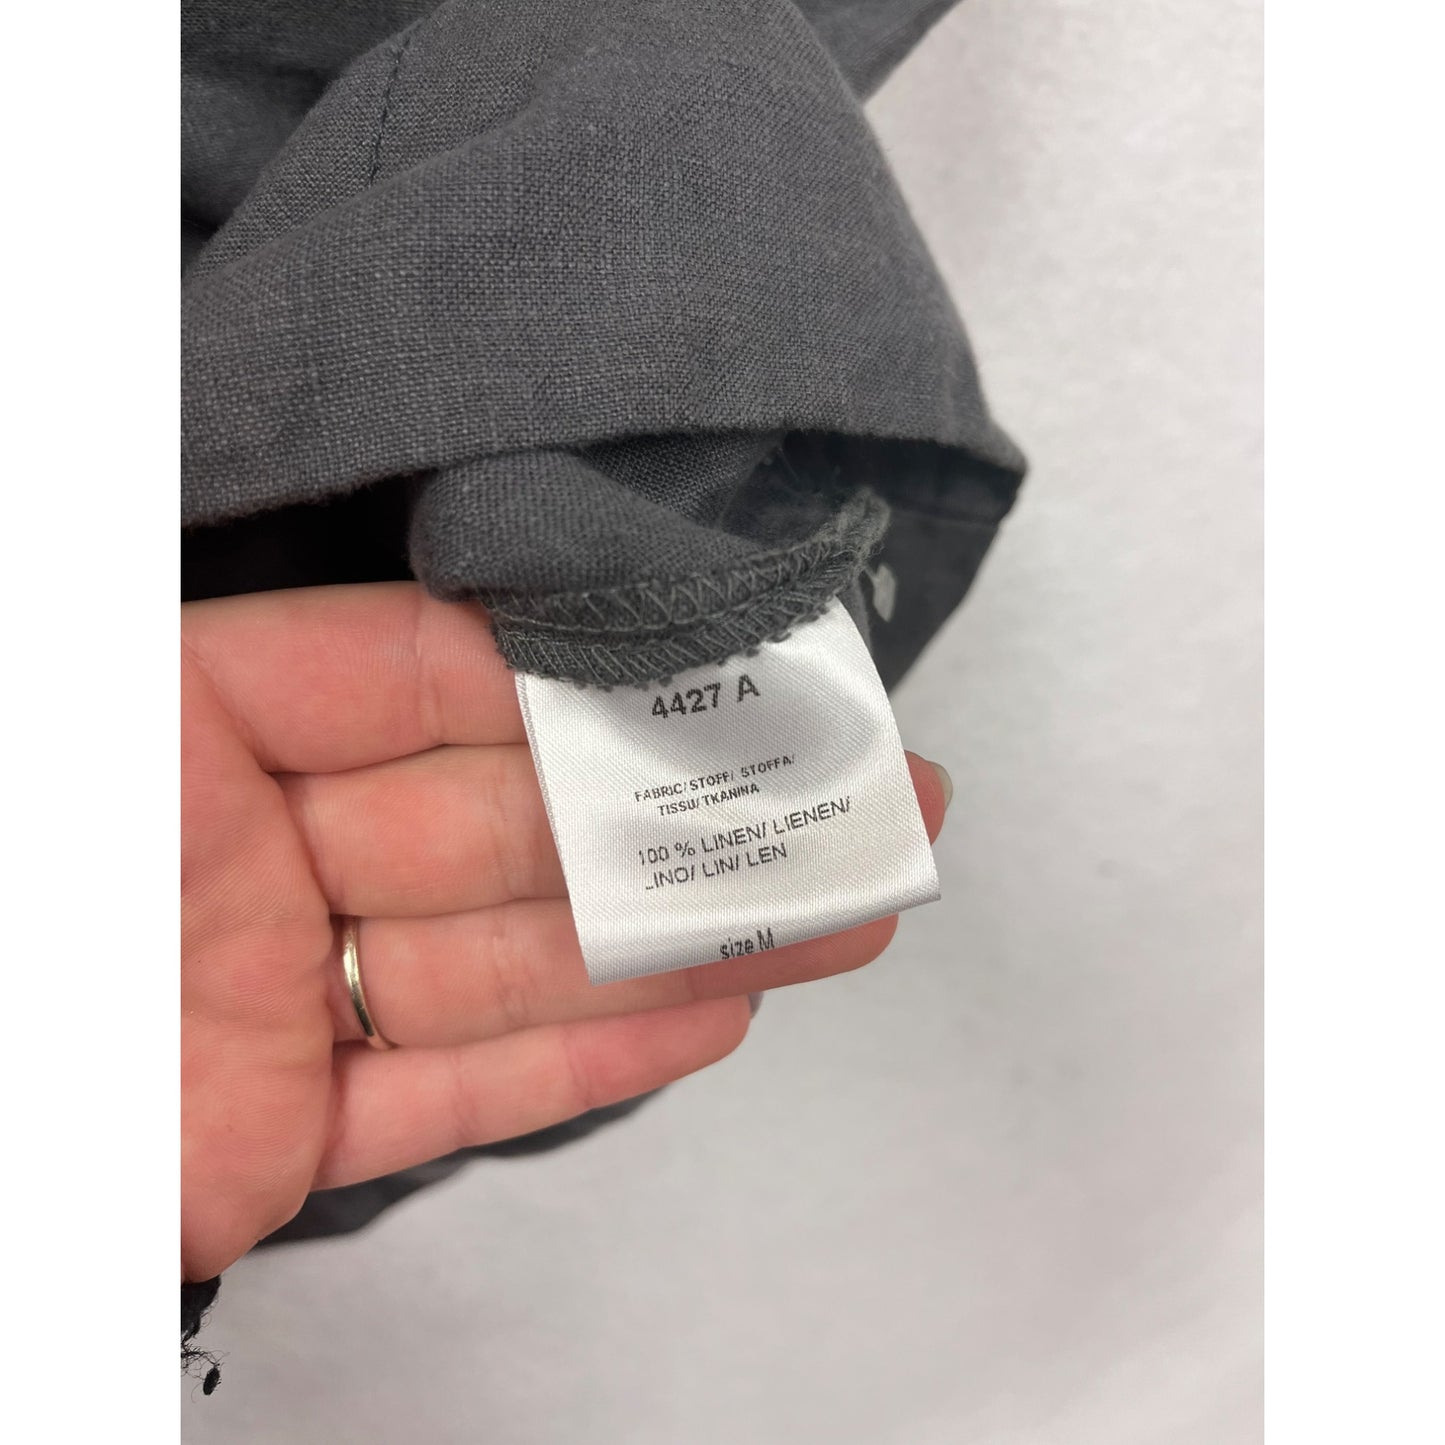 4427 A
FABRIC/ STOFF/ STOFFA/
TISSU/ TKANINA
100 % LINEN/ LIENEN/
LINO/ LIN/ LEN
size M